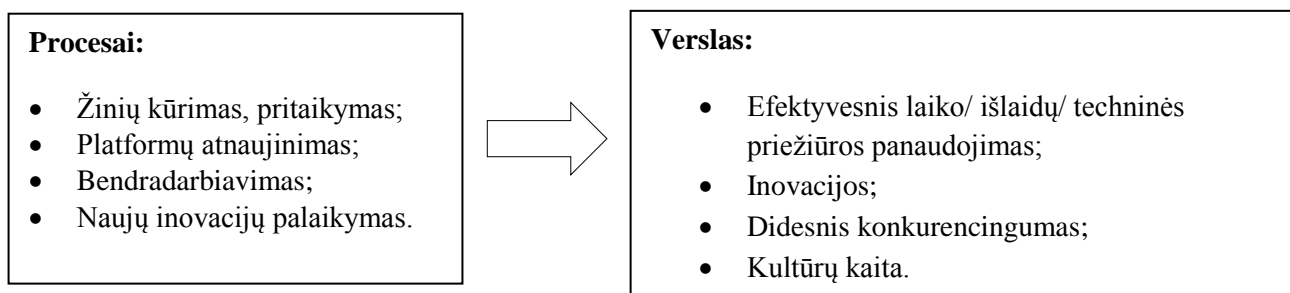 Procesai:
• Žinių kūrimas, pritaikymas;
• Platformų atnaujinimas;
• Bendradarbiavimas;
• Naujų inovacijų palaikymas.
Verslas:
• Efektyvesnis laiko/ išlaidų/ techninės
priežiūros panaudojimas;
• Inovacijos;
• Didesnis konkurencingumas;
• Kultūrų kaita.